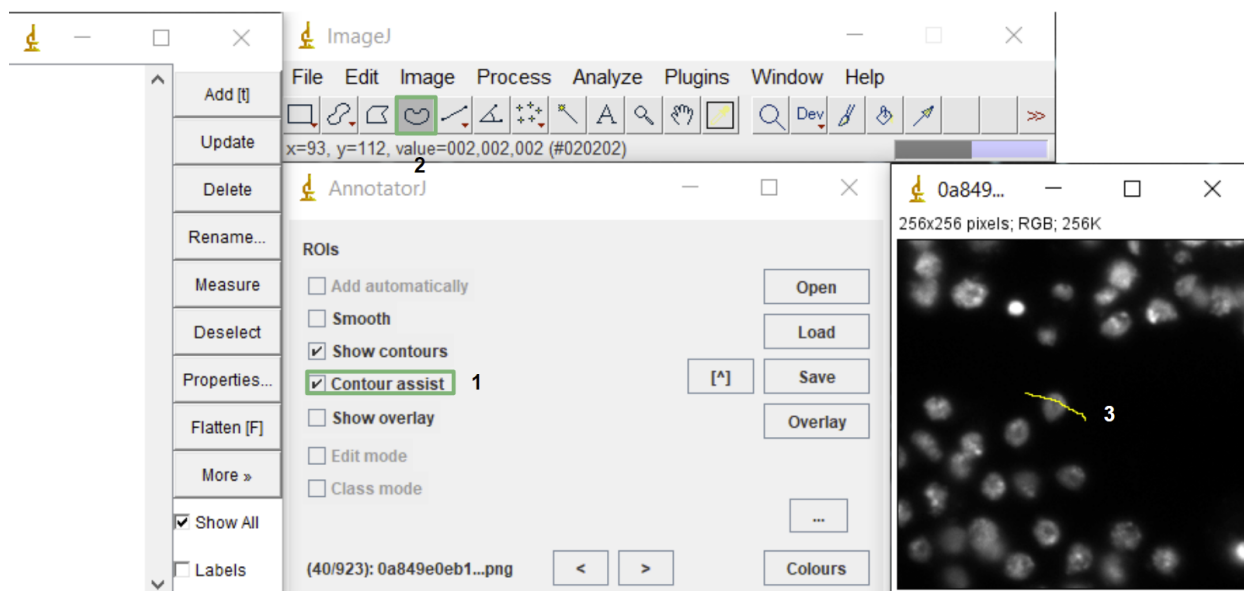 Add [t]
Update
Delete
Rename...
Measure
Deselect
Properties...
Flatten [F]
More »
Show All
Labels
ImageJ
File Edit Image Process Analyze Plugins Window Help
A Dev >>
x=93, y=112, value=002,002,002 (#020202)
2
AnnotatorJ
ROIs
Add automatically
Smooth
Show contours
Contour assist 1
Show overlay
Edit mode
Class mode
Open
Load
[^] Save
Overlay
...
(40/923): 0a849e0eb1...png < > Colours
0a849...
256x256 pixels; RGB; 256K
3